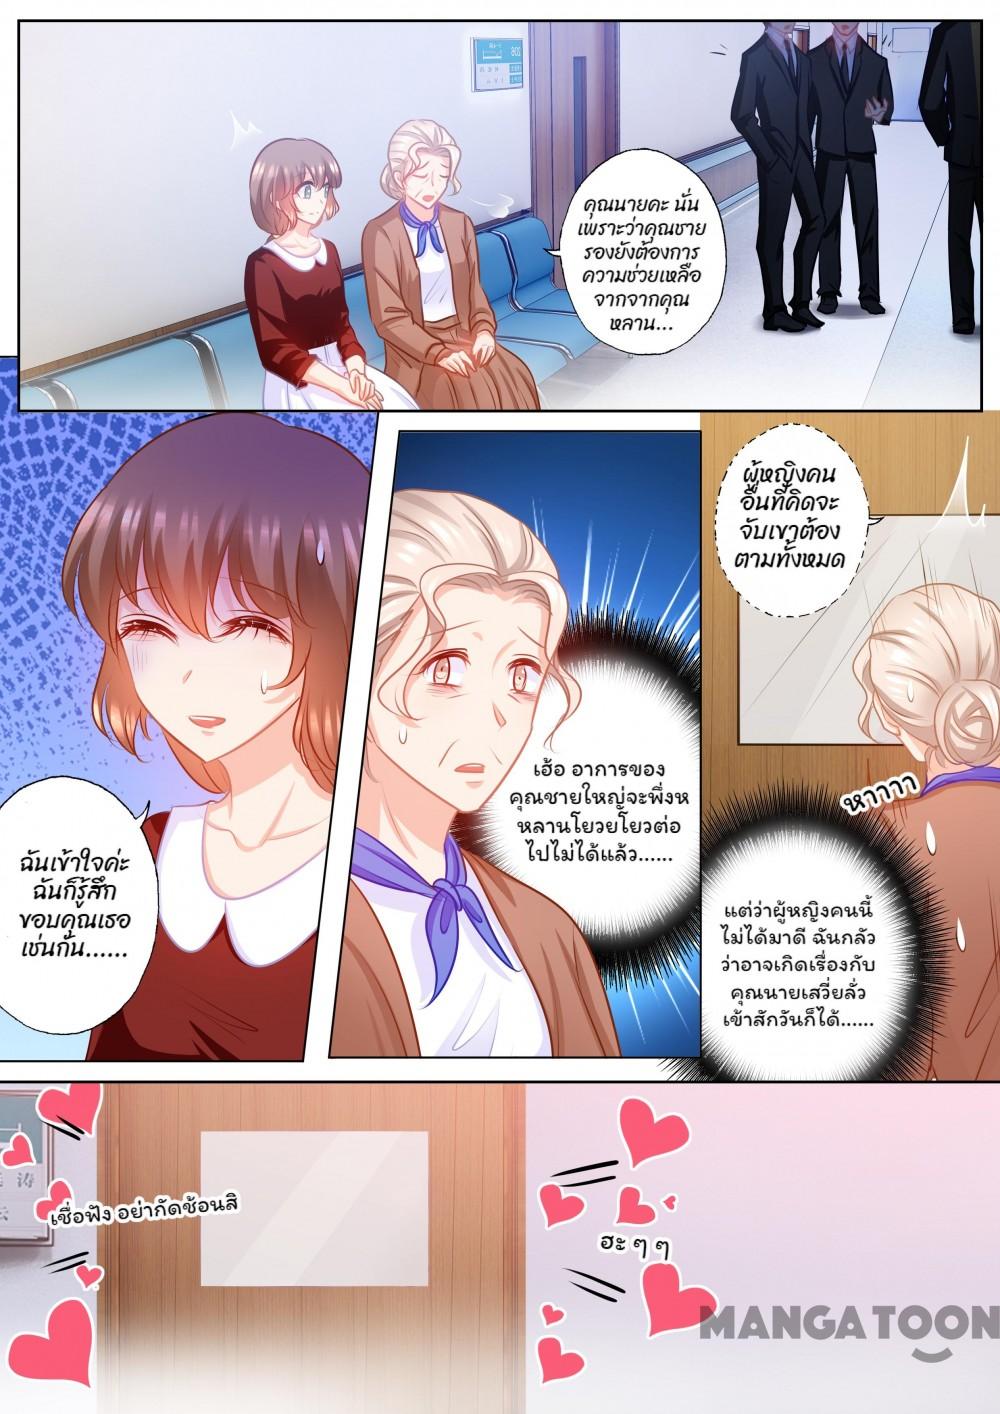 คุณนายคะ นั่น
เพราะว่าคุณชาย
รองยังต้องการ
ความช่วยเหลือ
จากจากคุณ
หลาน...
ผู้หญิงคน
อื่นที่คิดจะ
จับเขาต้อง
ตามทั้งหมด
ฉันเข้าใจค่ะ
ฉันก็รู้สึก
ขอบคุณเธอ
เช่นกัน......
เฮ้อ อาการของ
คุณชายใหญ่จะพึ่งห
หลานโยวยโยวต่อ
ไปไม่ได้แล้ว......
หาาาา
แต่ว่าผู้หญิงคนนี้
ไม่ได้มาดี ฉันกลัว
ว่าอาจเกิดเรื่องกับ
คุณนายเสวี่ยลั่ว
เข้าสักวันก็ได้......
เชื่อฟัง อย่ากัดช้อนสิ
ฮะ ๆ ๆ
MANGATOON